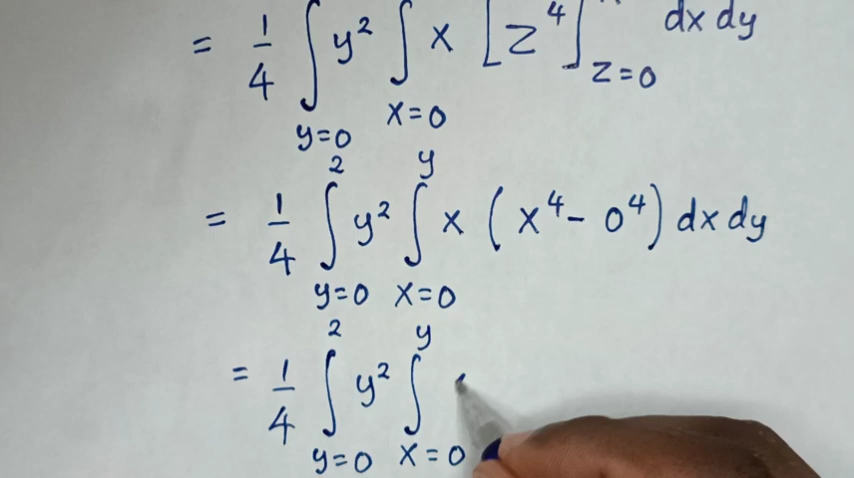 = 1/4 ∫ y² ∫ x [z⁴] dx dy
y=0 x=0 z=0
= 1/4 ∫_{y=0}^{2} y² ∫_{x=0}^{y} x (x⁴ - 0⁴) dx dy
= 1/4 ∫_{y=0}^{2} y² ∫_{x=0}^{y}